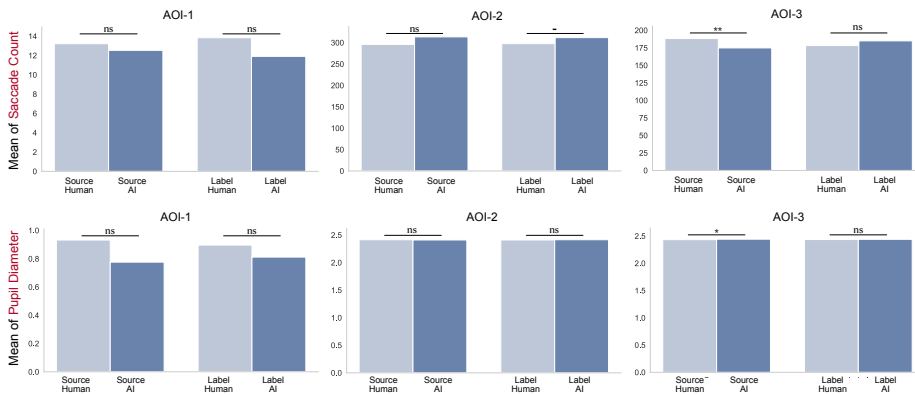 AOI-1
AOI-2
AOI-3
Mean of Saccade Count
14
12
10
8
6
4
2
0
ns
ns
Source Human
Source AI
Label Human
Label AI
300
250
200
150
100
50
0
ns
-
Source Human
Source AI
Label Human
Label AI
200
175
150
125
100
75
50
25
0
**
ns
Source Human
Source AI
Label Human
Label AI
AOI-1
AOI-2
AOI-3
Mean of Pupil Diameter
1.0
0.8
0.6
0.4
0.2
0.0
ns
ns
Source Human
Source AI
Label Human
Label AI
2.5
2.0
1.5
1.0
0.5
0.0
ns
ns
Source Human
Source AI
Label Human
Label AI
2.5
2.0
1.5
1.0
0.5
0.0
*
ns
Source Human
Source AI
Label Human
Label AI